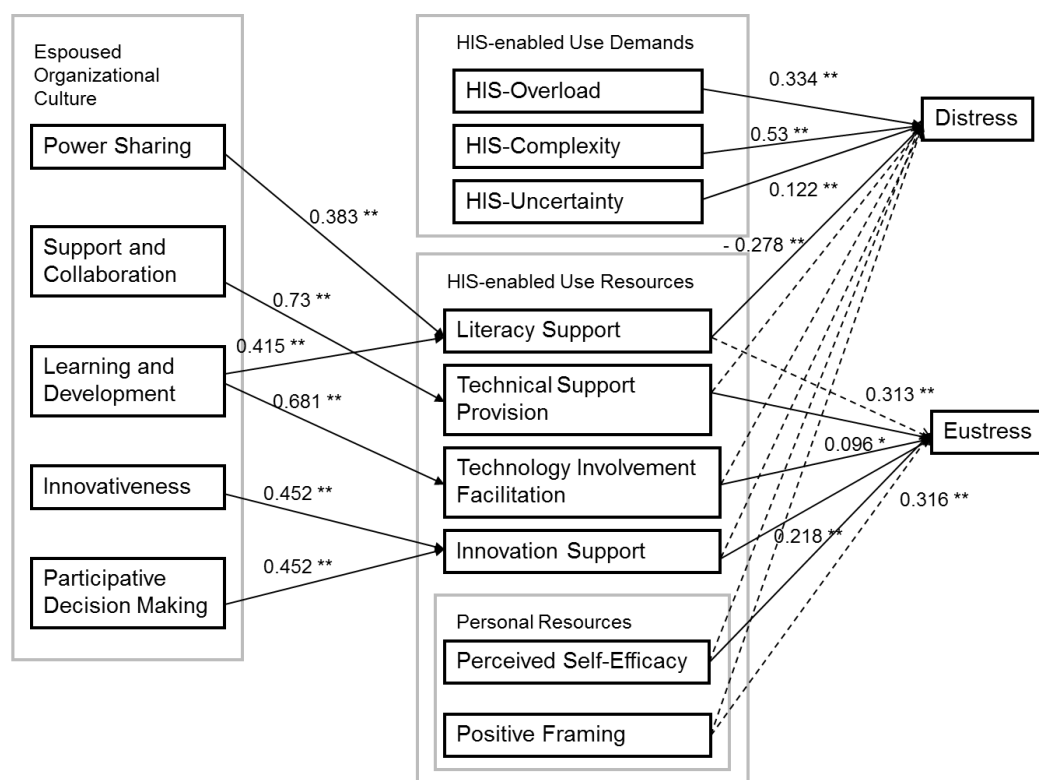 Espoused
Organizational
Culture
Power Sharing
Support and
Collaboration
Learning and
Development
Innovativeness
Participative
Decision Making
0.383 **
0.73 **
0.415 **
0.681 **
0.452 **
0.452 **
HIS-enabled Use Demands
HIS-Overload
HIS-Complexity
HIS-Uncertainty
HIS-enabled Use Resources
Literacy Support
Technical Support
Provision
Technology Involvement
Facilitation
Innovation Support
Personal Resources
Perceived Self-Efficacy
Positive Framing
0.334 **
0.53 **
0.122 **
- 0.278 **
0.313 **
0.096 *
0.316 **
0.218 **
Distress
Eustress